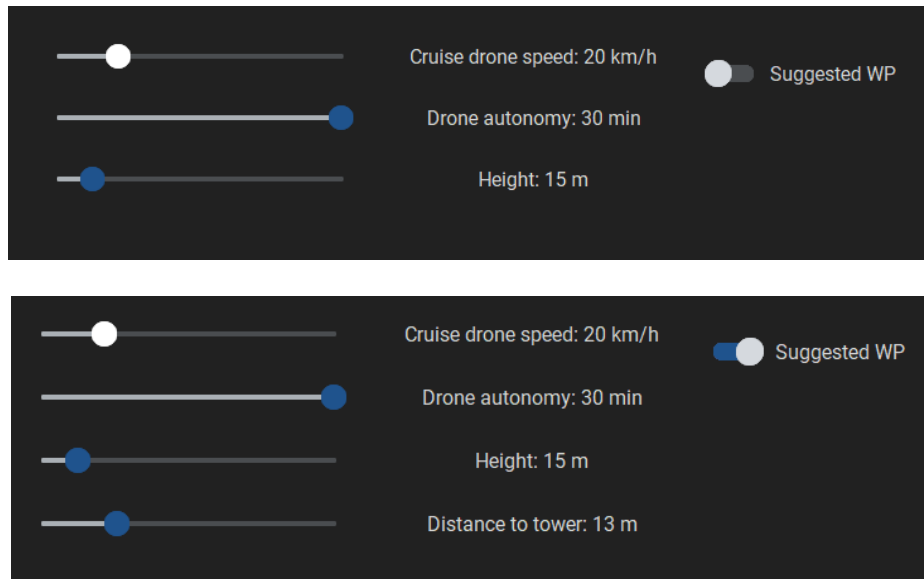 Cruise drone speed: 20 km/h
Suggested WP
Drone autonomy: 30 min
Height: 15 m
Cruise drone speed: 20 km/h
Suggested WP
Drone autonomy: 30 min
Height: 15 m
Distance to tower: 13 m